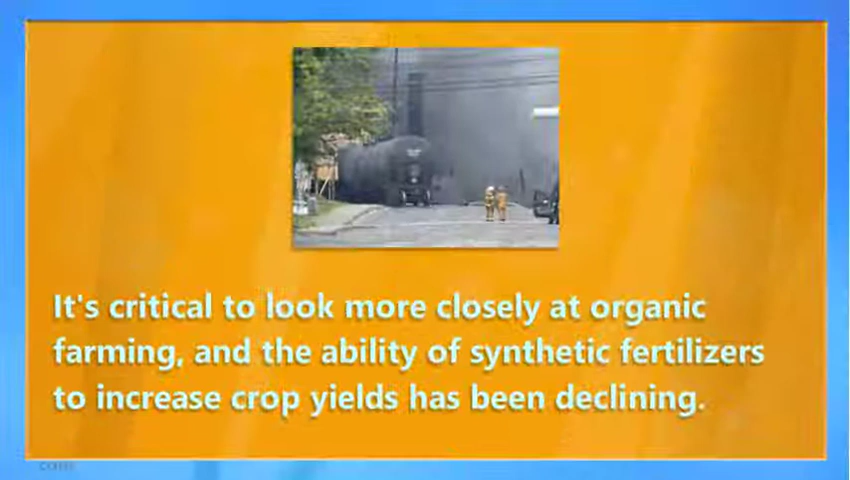 It's critical to look more closely at organic
farming, and the ability of synthetic fertilizers
to increase crop yields has been declining.